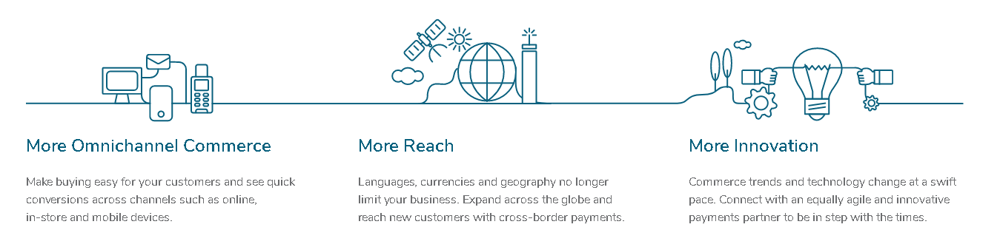 More Omnichannel Commerce
Make buying easy for your customers and see quick
conversions across channels such as online,
in-store and mobile devices.
More Reach
Languages, currencies and geography no longer
limit your business. Expand across the globe and
reach new customers with cross-border payments.
More Innovation
Commerce trends and technology change at a swift
pace. Connect with an equally agile and innovative
payments partner to be in step with the times.